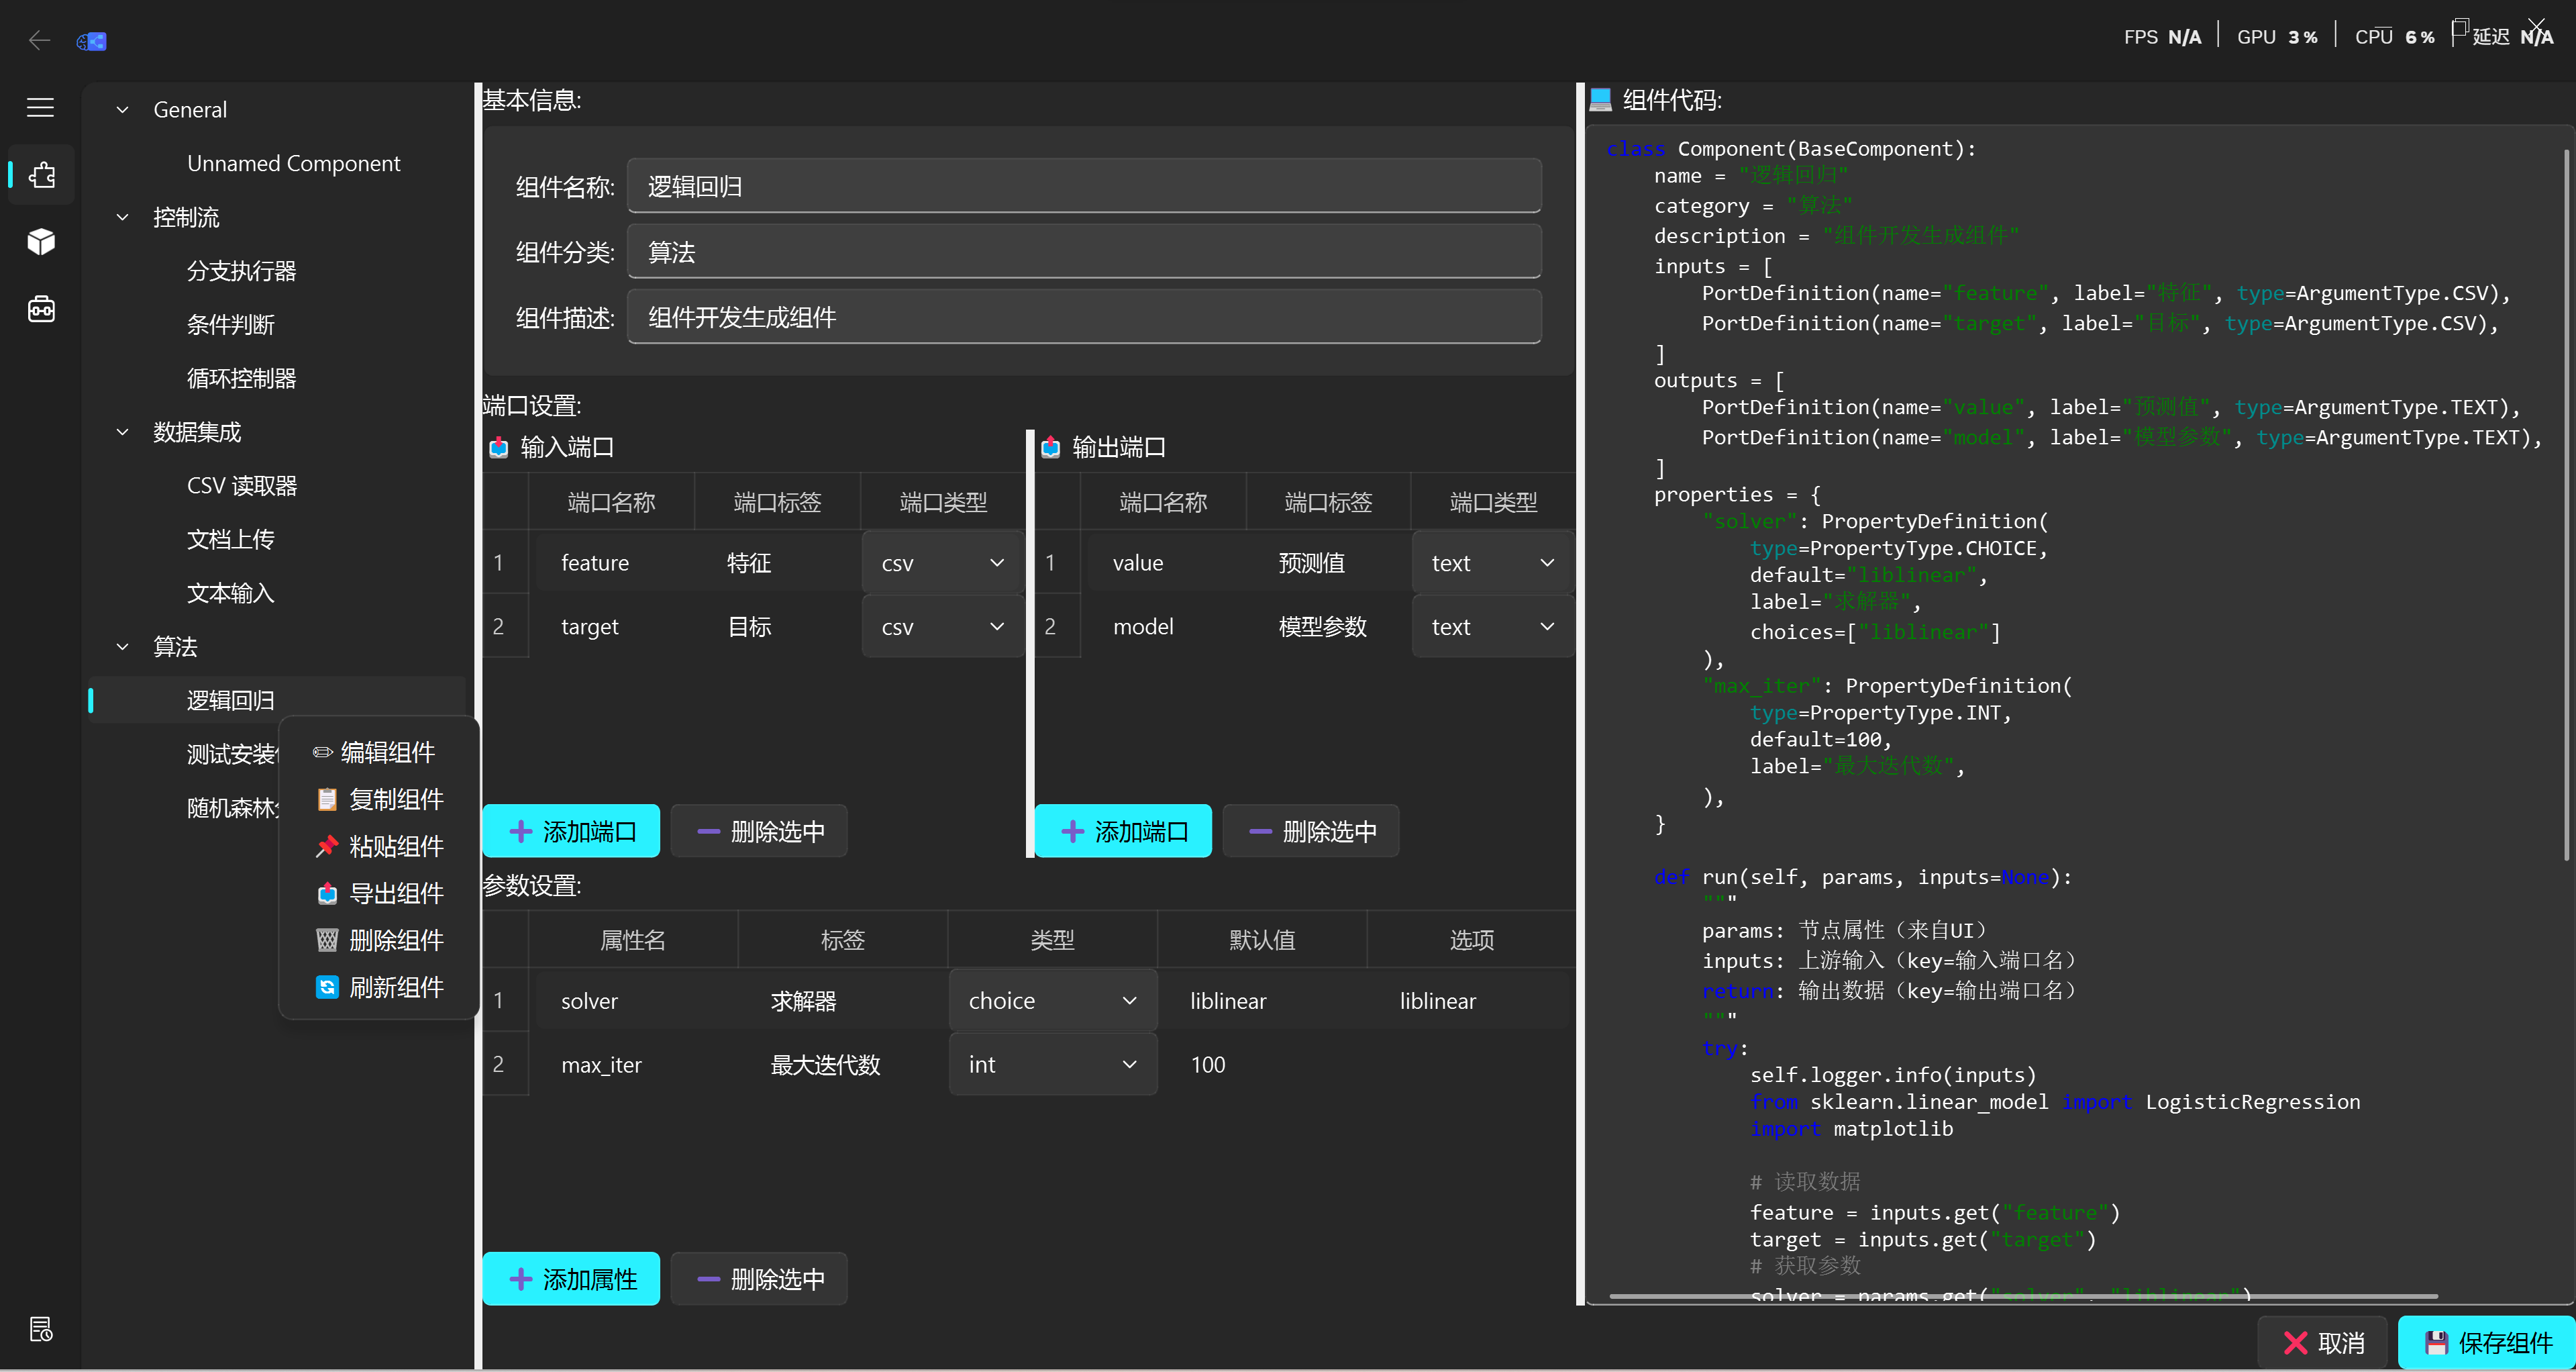 FPS N/A GPU 3% CPU 6% 延迟 N/A
General
Unnamed Component
控制流
分支执行器
条件判断
循环控制器
数据集成
CSV 读取器
文档上传
文本输入
算法
逻辑回归
测试安装
随机森林
编辑组件
复制组件
粘贴组件
导出组件
删除组件
刷新组件
基本信息:
组件名称: 逻辑回归
组件分类: 算法
组件描述: 组件开发生成组件
端口设置:
输入端口
端口名称 端口标签 端口类型
1 feature 特征 csv
2 target 目标 csv
添加端口 删除选中
输出端口
端口名称 端口标签 端口类型
1 value 预测值 text
2 model 模型参数 text
添加端口 删除选中
参数设置:
属性名 标签 类型 默认值 选项
1 solver 求解器 choice liblinear liblinear
2 max_iter 最大迭代数 int 100
添加属性 删除选中
组件代码:
class Component(BaseComponent):
name = "逻辑回归"
category = "算法"
description = "组件开发生成组件"
inputs = [
PortDefinition(name="feature", label="特征", type=ArgumentType.CSV),
PortDefinition(name="target", label="目标", type=ArgumentType.CSV),
]
outputs = [
PortDefinition(name="value", label="预测值", type=ArgumentType.TEXT),
PortDefinition(name="model", label="模型参数", type=ArgumentType.TEXT),
]
properties = {
"solver": PropertyDefinition(
type=PropertyType.CHOICE,
default="liblinear",
label="求解器",
choices=["liblinear"]
),
"max_iter": PropertyDefinition(
type=PropertyType.INT,
default=100,
label="最大迭代数",
),
}
def run(self, params, inputs=None):
"""
params: 节点属性（来自UI）
inputs: 上游输入（key=输入端口名）
return: 输出数据（key=输出端口名）
"""
try:
self.logger.info(inputs)
from sklearn.linear_model import LogisticRegression
import matplotlib
# 读取数据
feature = inputs.get("feature")
target = inputs.get("target")
# 获取参数
solver = params.get("solver", "liblinear")
取消 保存组件